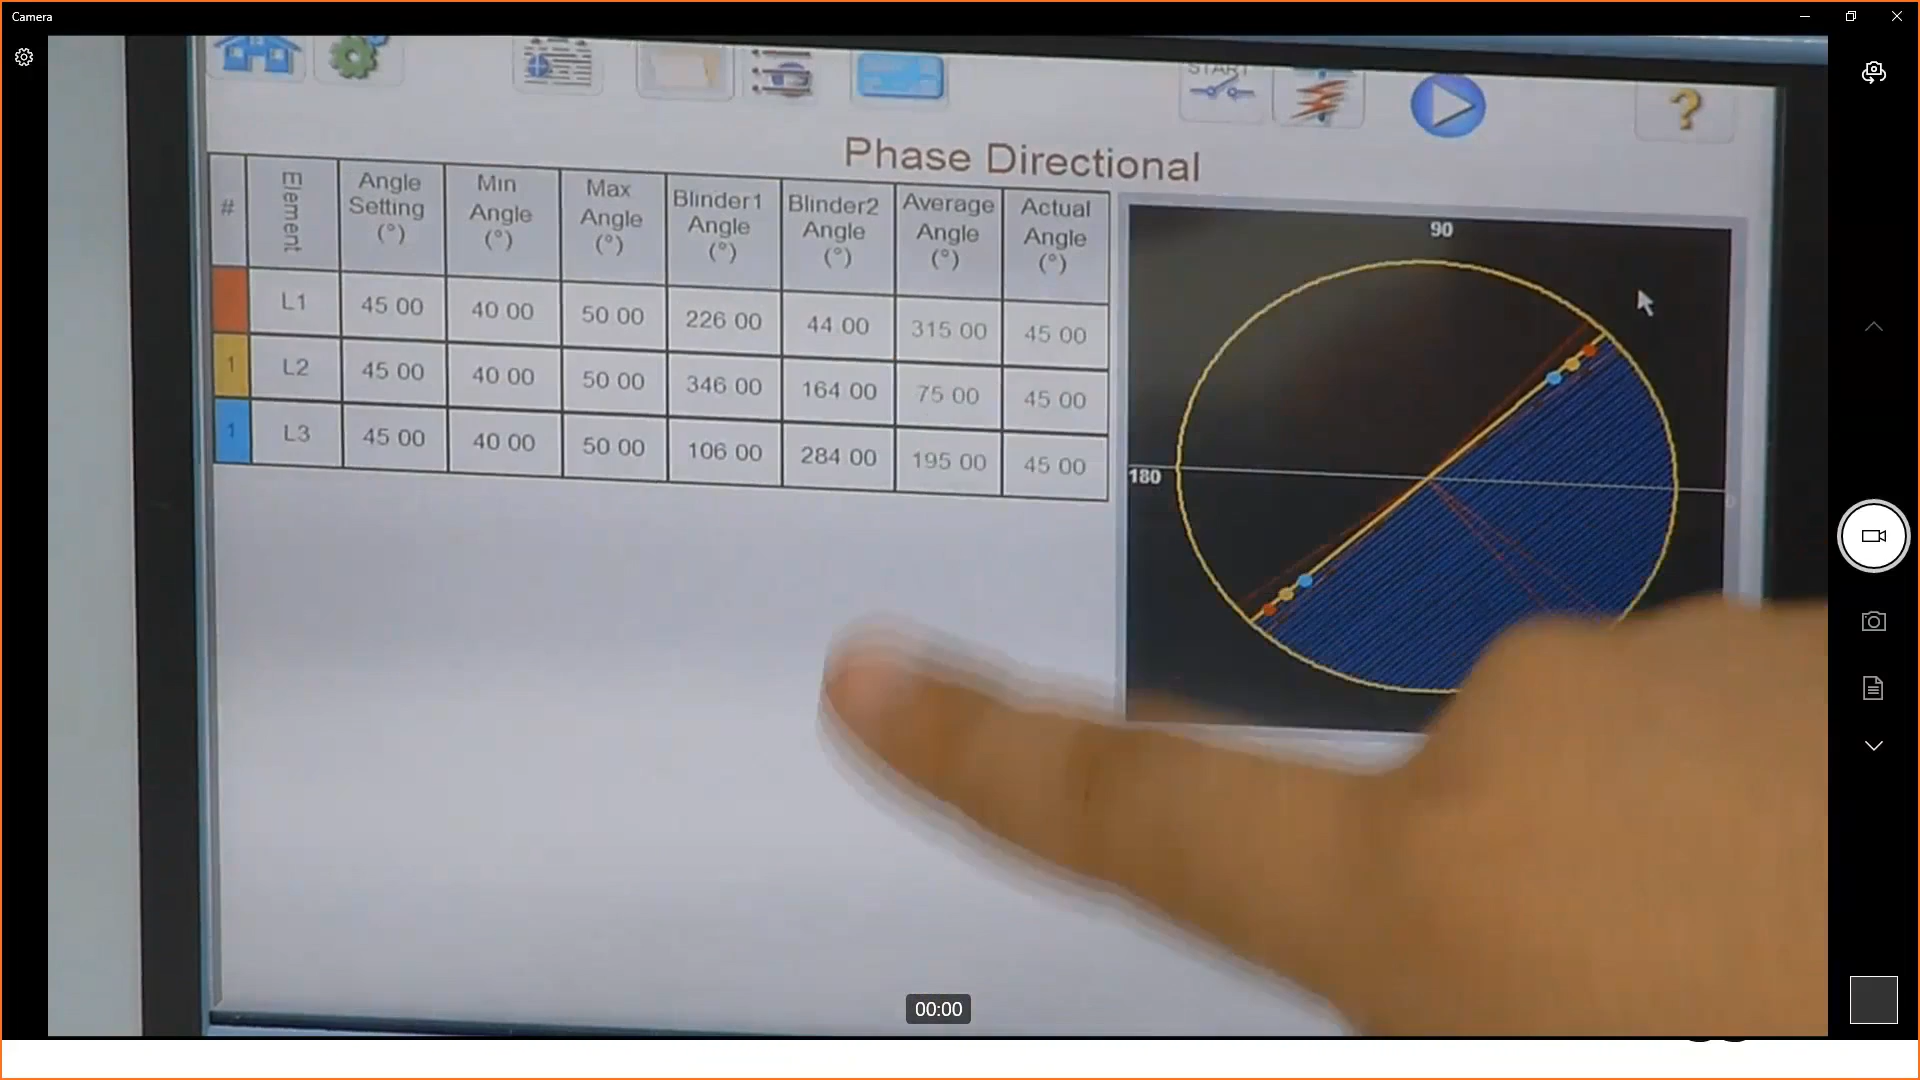 Camera
START
?
Phase Directional
# Element Angle Setting (°) Min Angle (°) Max Angle (°) Blinder1 Angle (°) Blinder2 Angle (°) Average Angle (°) Actual Angle (°)
L1 45 00 40 00 50 00 226 00 44 00 315 00 45 00
1 L2 45 00 40 00 50 00 346 00 164 00 75 00 45 00
1 L3 45 00 40 00 50 00 106 00 284 00 195 00 45 00
90
180
00:00